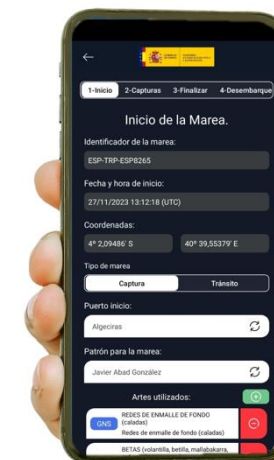 1-Inicio 2-Capturas 3-Finalizar 4-Desembarque
Inicio de la Marea.
Identificador de la marea:
ESP-TRP-ESP8265
Fecha y hora de inicio:
27/11/2023 13:12:18 (UTC)
Coordenadas:
4º 2,09486' S 40º 39,55379' E
Tipo de marea
Captura Tránsito
Puerto inicio:
Algeciras
Patrón para la marea:
Javier Abad González
Artes utilizados:
GNS
REDES DE ENMALLE DE FONDO
(caladas)
Redes de enmalle de fondo (caladas)
BETAS (volantilla, betilla, mallabakarra,